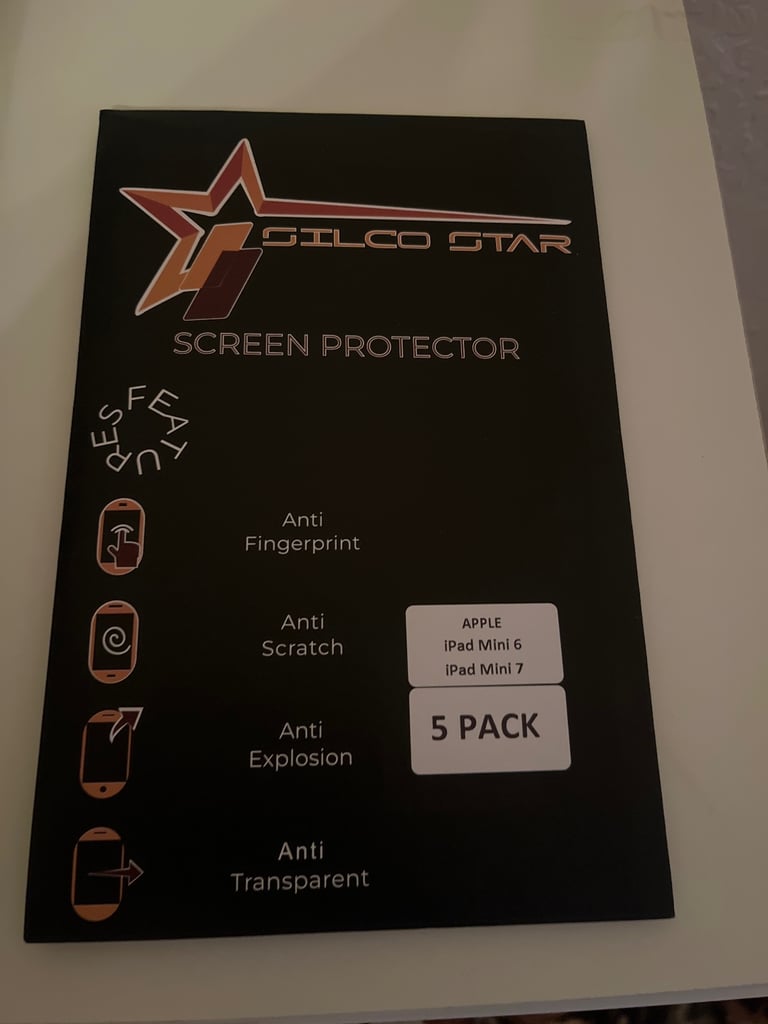 SILCO STAR
SCREEN PROTECTOR
FEATURES
Anti
Fingerprint
Anti
Scratch
APPLE
iPad Mini 6
iPad Mini 7
5 PACK
Anti
Explosion
Anti
Transparent